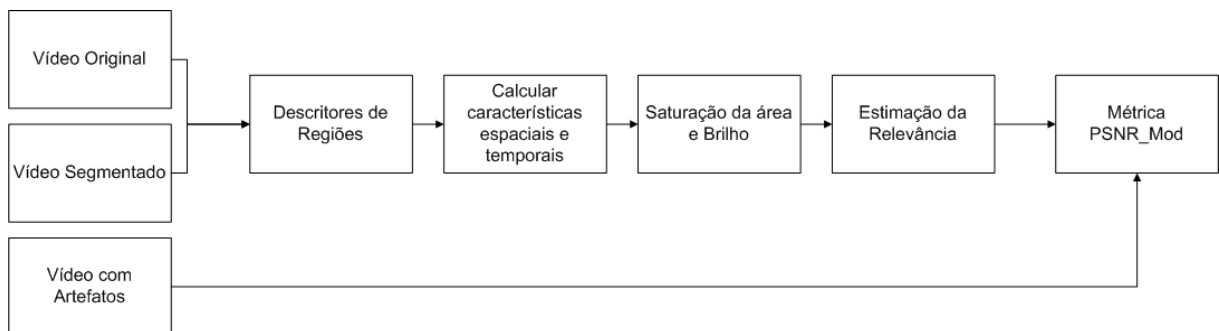 Vídeo Original
Vídeo Segmentado
Vídeo com
Artefatos
Descritores de
Regiões
Calcular
característícas
espaciais e
temporais
Saturação da área
e Brilho
Estimação da
Relevância
Métrica
PSNR_Mod